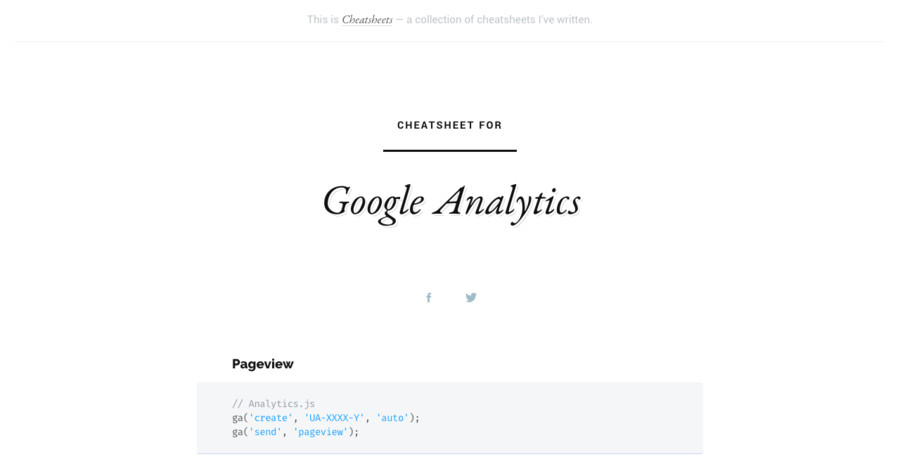 This is Cheatsheets — a collection of cheatsheets I've written.
CHEATSHEET FOR
Google Analytics
Pageview
// Analytics.js
ga('create', 'UA-XXXX-Y', 'auto');
ga('send', 'pageview');